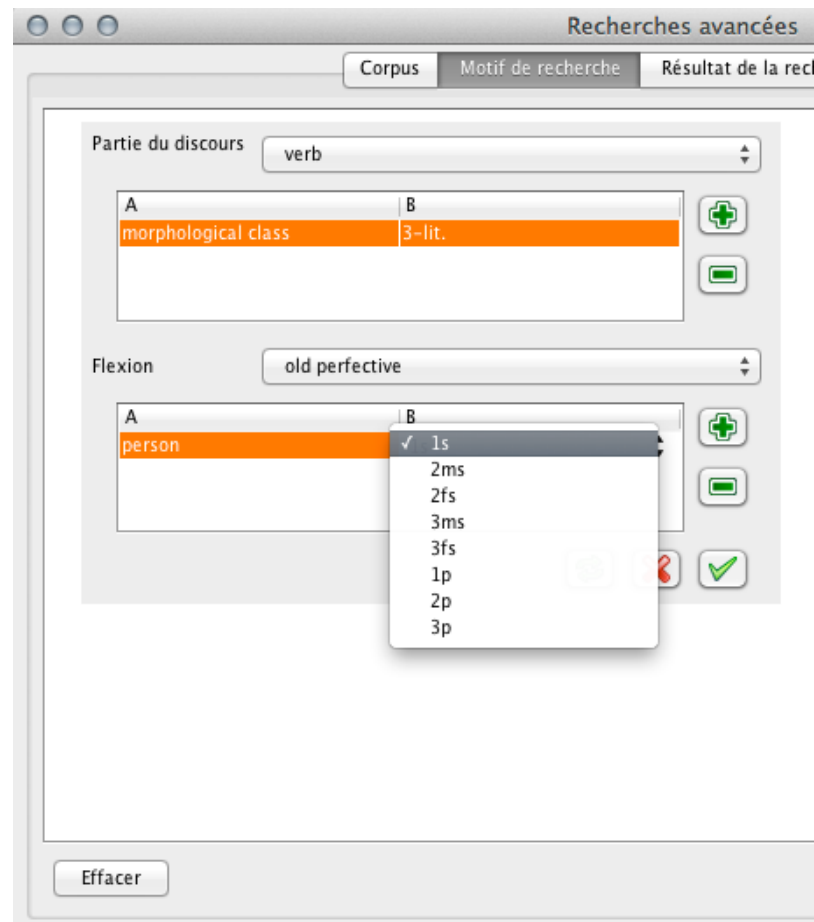 Recherches avancées
Corpus Motif de recherche Résultat de la recl
Partie du discours verb
A B
morphological class 3-lit.
Flexion old perfective
A B
person ✓ 1s
2ms
2fs
3ms
3fs
1p
2p
3p
Effacer